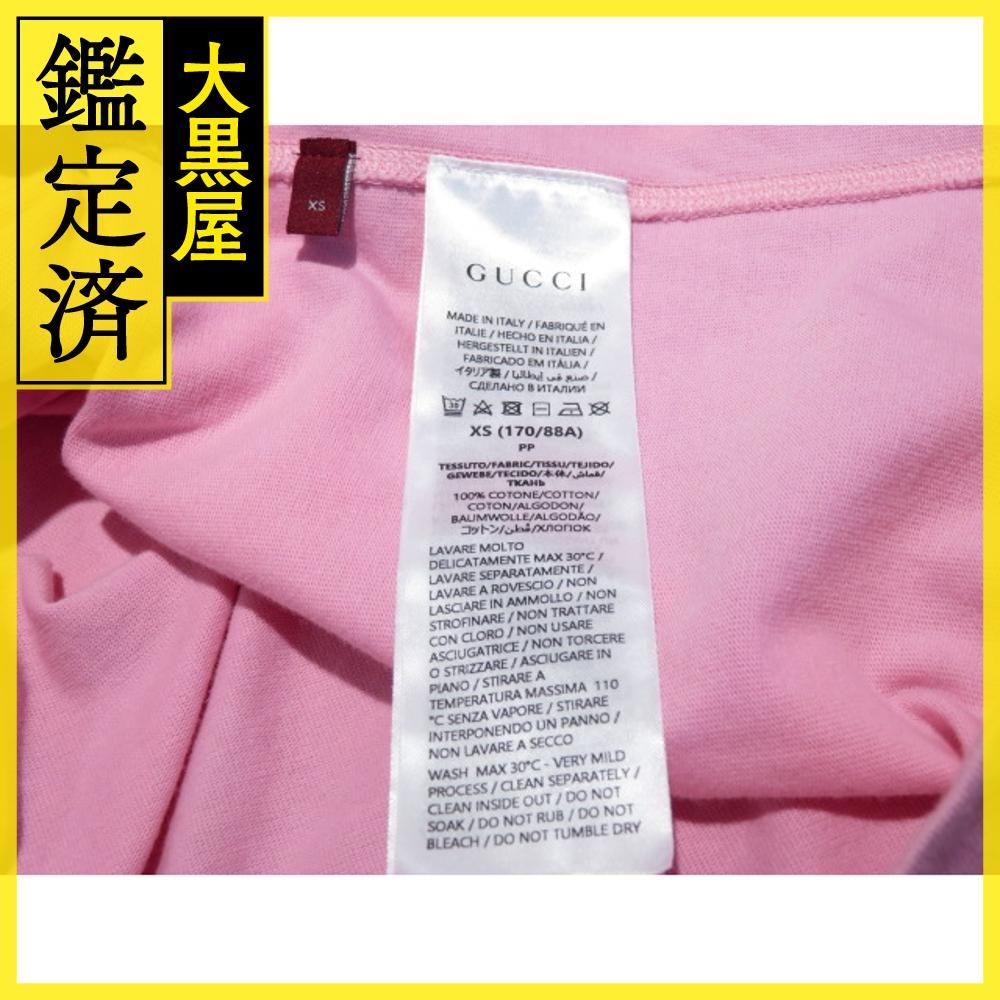 鑑定済
大黒屋
XS
GUCCI
MADE IN ITALY / FABRIQUÉ EN
ITALIE / HECHO EN ITALIA /
HERGESTELLT IN ITALIEN /
FABRICADO EM ITÁLIA /
イタリア製 / صنع في إيطاليا /
СДЕЛАНО В ИТАЛИИ
30
XS (170/88A)
PP
TESSUTO/FABRIC/TISSU/TEJIDO/
GEWEBE/TECIDO/本体/قماش/
ТКАНЬ
100% COTONE/COTTON/
COTON/ALGODON/
BAUMWOLLE/ALGODÃO/
コットン/قطن/ХЛОПОК
LAVARE MOLTO
DELICATAMENTE MAX 30°C /
LAVARE SEPARATAMENTE /
LAVARE A ROVESCIO / NON
LASCIARE IN AMMOLLO / NON
STROFINARE / NON TRATTARE
CON CLORO / NON USARE
ASCIUGATRICE / NON TORCERE
O STRIZZARE / ASCIUGARE IN
PIANO / STIRARE A
TEMPERATURA MASSIMA 110
°C SENZA VAPORE / STIRARE
INTERPONENDO UN PANNO /
NON LAVARE A SECCO
WASH MAX 30°C - VERY MILD
PROCESS / CLEAN SEPARATELY /
CLEAN INSIDE OUT / DO NOT
SOAK / DO NOT RUB / DO NOT
BLEACH / DO NOT TUMBLE DRY